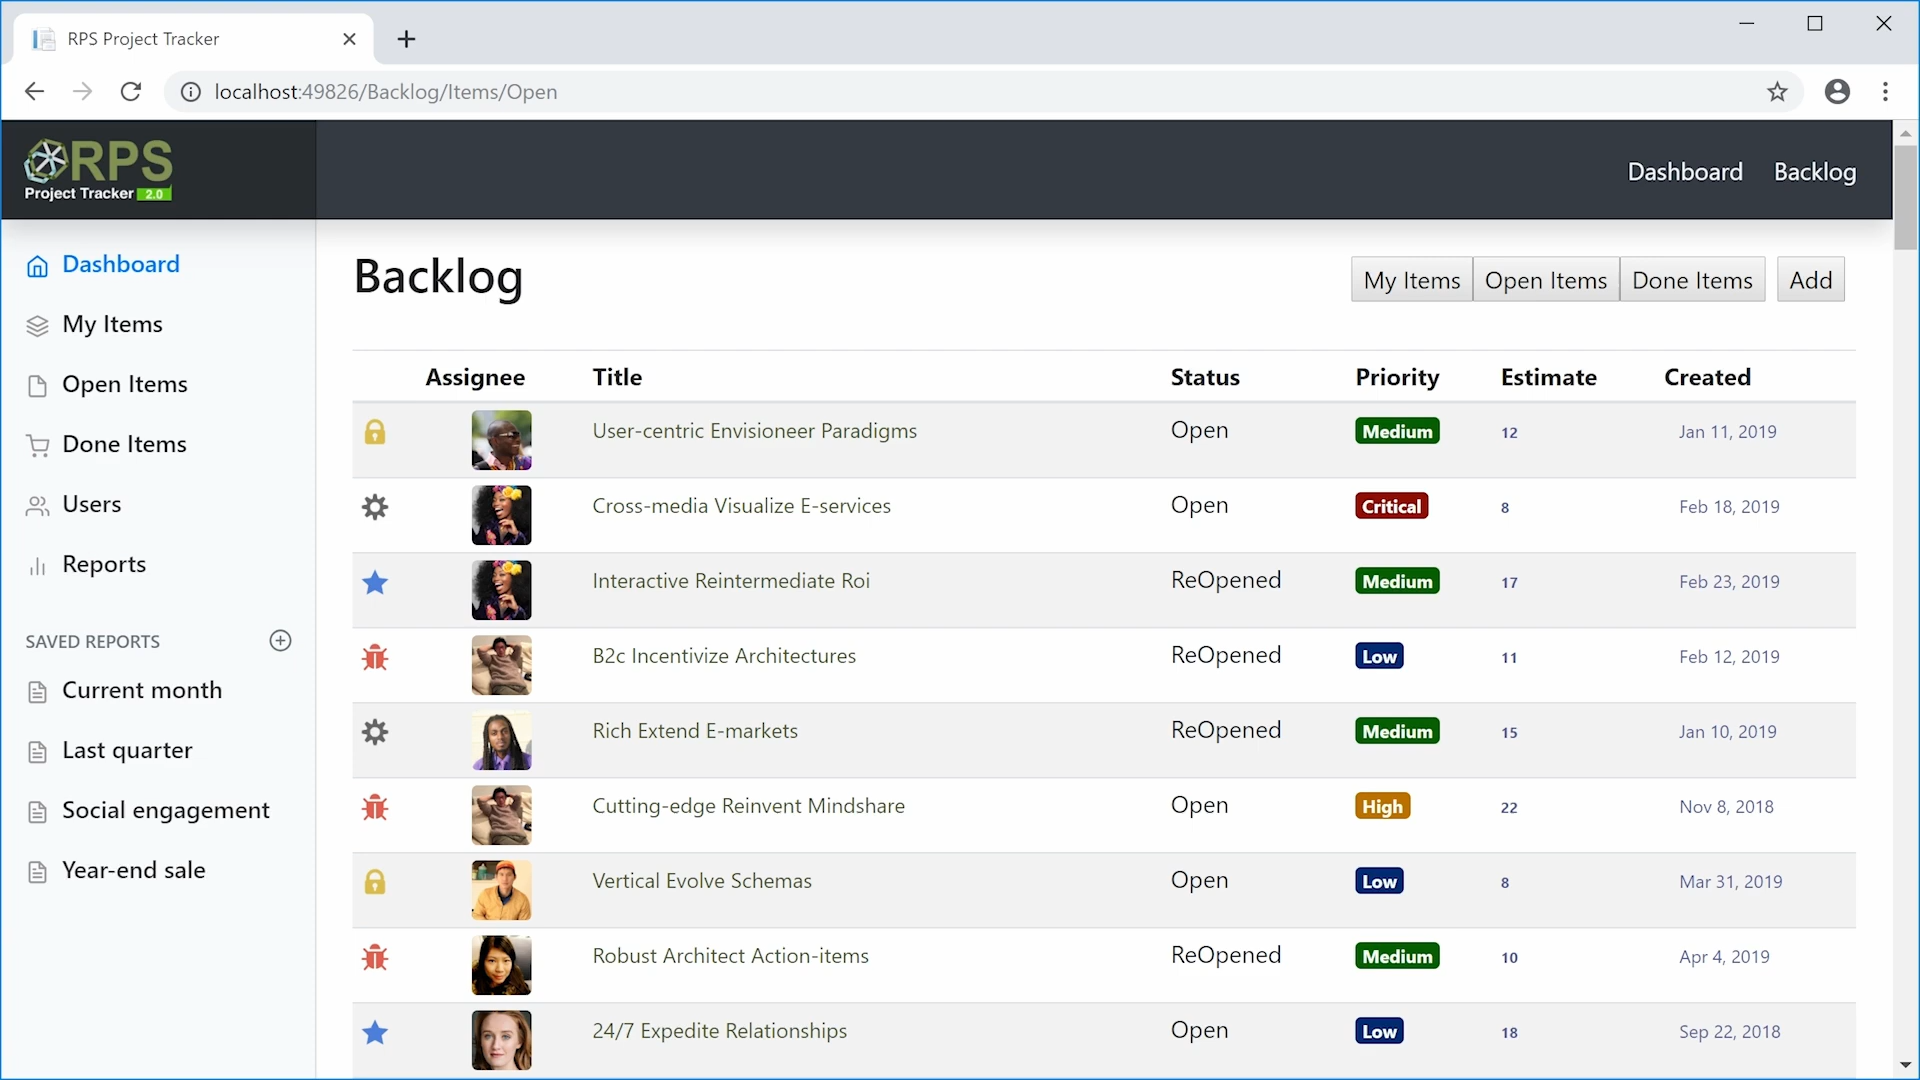 RPS Project Tracker
localhost:49826/Backlog/Items/Open
RPS
Project Tracker 2.0
Dashboard Backlog
Dashboard
My Items
Open Items
Done Items
Users
Reports
SAVED REPORTS
Current month
Last quarter
Social engagement
Year-end sale
Backlog
My Items Open Items Done Items Add
Assignee Title Status Priority Estimate Created
User-centric Envisioneer Paradigms Open Medium 12 Jan 11, 2019
Cross-media Visualize E-services Open Critical 8 Feb 18, 2019
Interactive Reintermediate Roi ReOpened Medium 17 Feb 23, 2019
B2c Incentivize Architectures ReOpened Low 11 Feb 12, 2019
Rich Extend E-markets ReOpened Medium 15 Jan 10, 2019
Cutting-edge Reinvent Mindshare Open High 22 Nov 8, 2018
Vertical Evolve Schemas Open Low 8 Mar 31, 2019
Robust Architect Action-items ReOpened Medium 10 Apr 4, 2019
24/7 Expedite Relationships Open Low 18 Sep 22, 2018